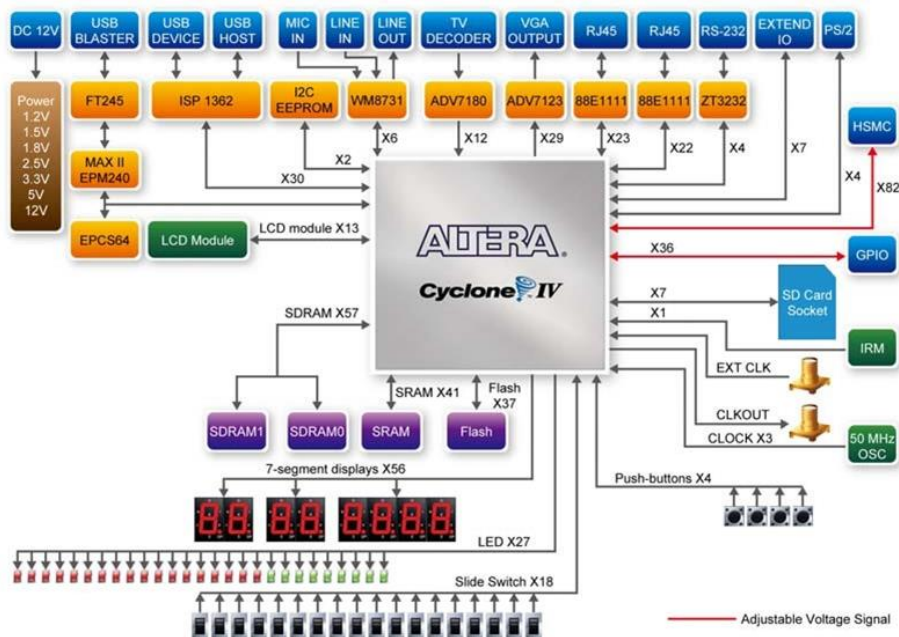 DC 12V
USB
BLASTER
USB
DEVICE
USB
HOST
MIC
IN
LINE
IN
LINE
OUT
TV
DECODER
VGA
OUTPUT
RJ45
RJ45
RS-232
EXTEND
IO
PS/2
Power
1.2V
1.5V
1.8V
2.5V
3.3V
5V
12V
FT245
ISP 1362
I2C
EEPROM
WM8731
ADV7180
ADV7123
88E1111
88E1111
ZT3232
HSMC
X6
X12
X29
X23
X22
X4
X7
X4
X82
X2
X30
MAX II
EPM240
EPCS64
LCD Module
LCD module X13
ALTERA®
Cyclone IV
X36
GPIO
X7
SD Card
Socket
X1
IRM
EXT CLK
CLKOUT
CLOCK X3
50 MHz
OSC
SDRAM X57
SRAM X41
Flash
X37
SDRAM1
SDRAM0
SRAM
Flash
7-segment displays X56
Push-buttons X4
88 88 8888
LED X27
Slide Switch X18
Adjustable Voltage Signal